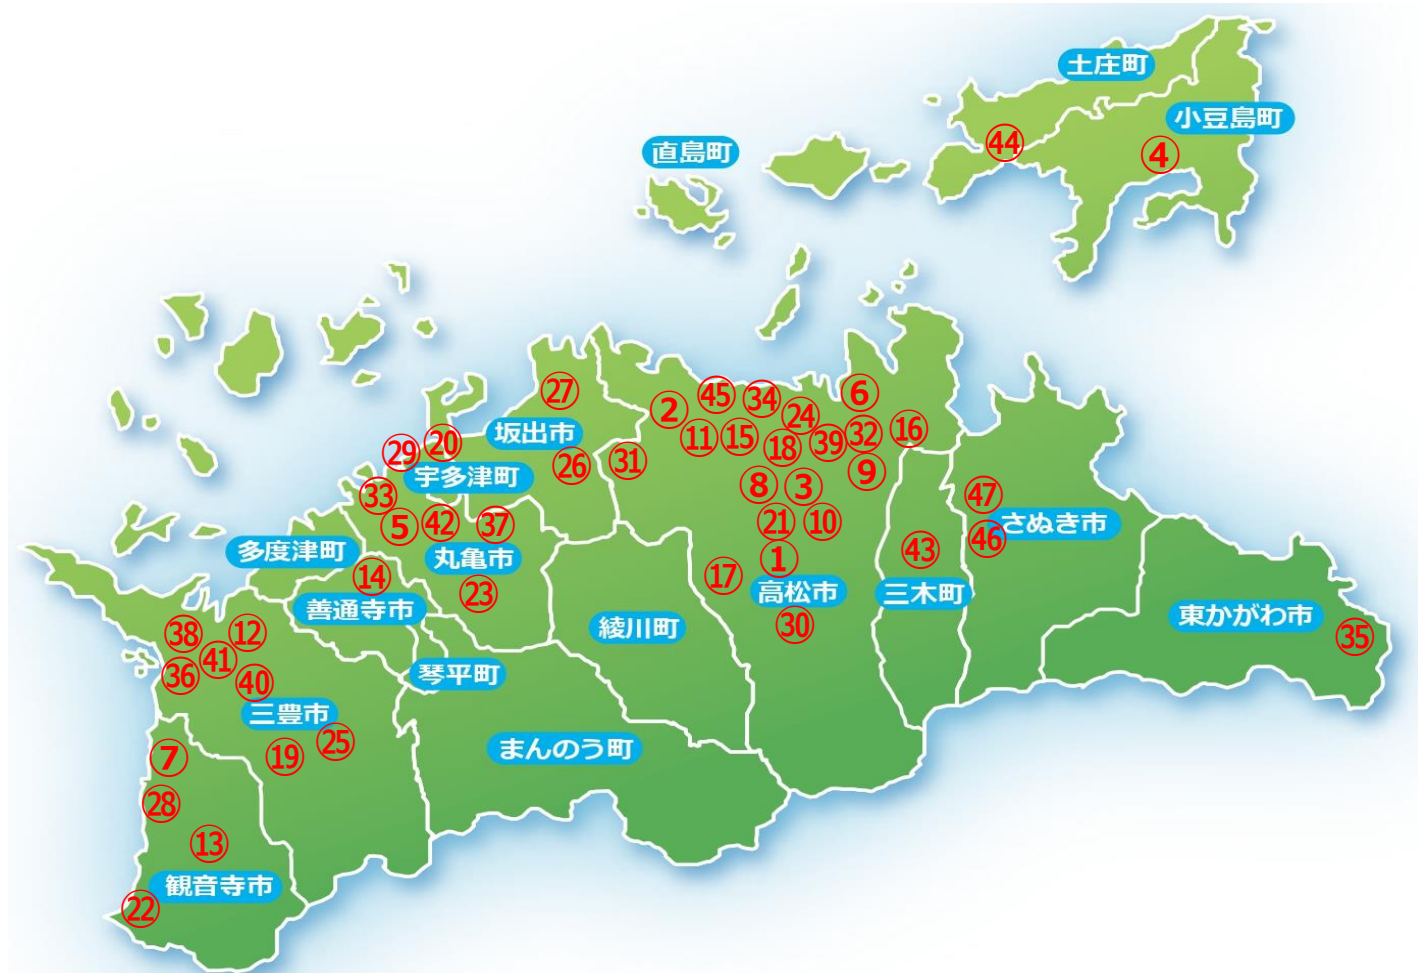 土庄町
小豆島町
直島町
㊹
④
㉗
②
㊺
㉞
⑥
㉔
⑪
⑮
⑱
㊴
㉜
⑯
坂出市
⑳
㉙
㉖
㉛
宇多津町
⑧
③
⑨
㉝
㊼
⑤
㊷
㊲
㉑
⑩
さぬき市
㊻
多度津町
丸亀市
①
㊸
⑭
⑰
高松市
三木町
㉓
善通寺市
㉚
綾川町
東かがわ市
㉟
㊳
⑫
㊶
㊱
㊵
琴平町
三豊市
㉕
⑦
⑲
まんのう町
㉘
⑬
観音寺市
㉒